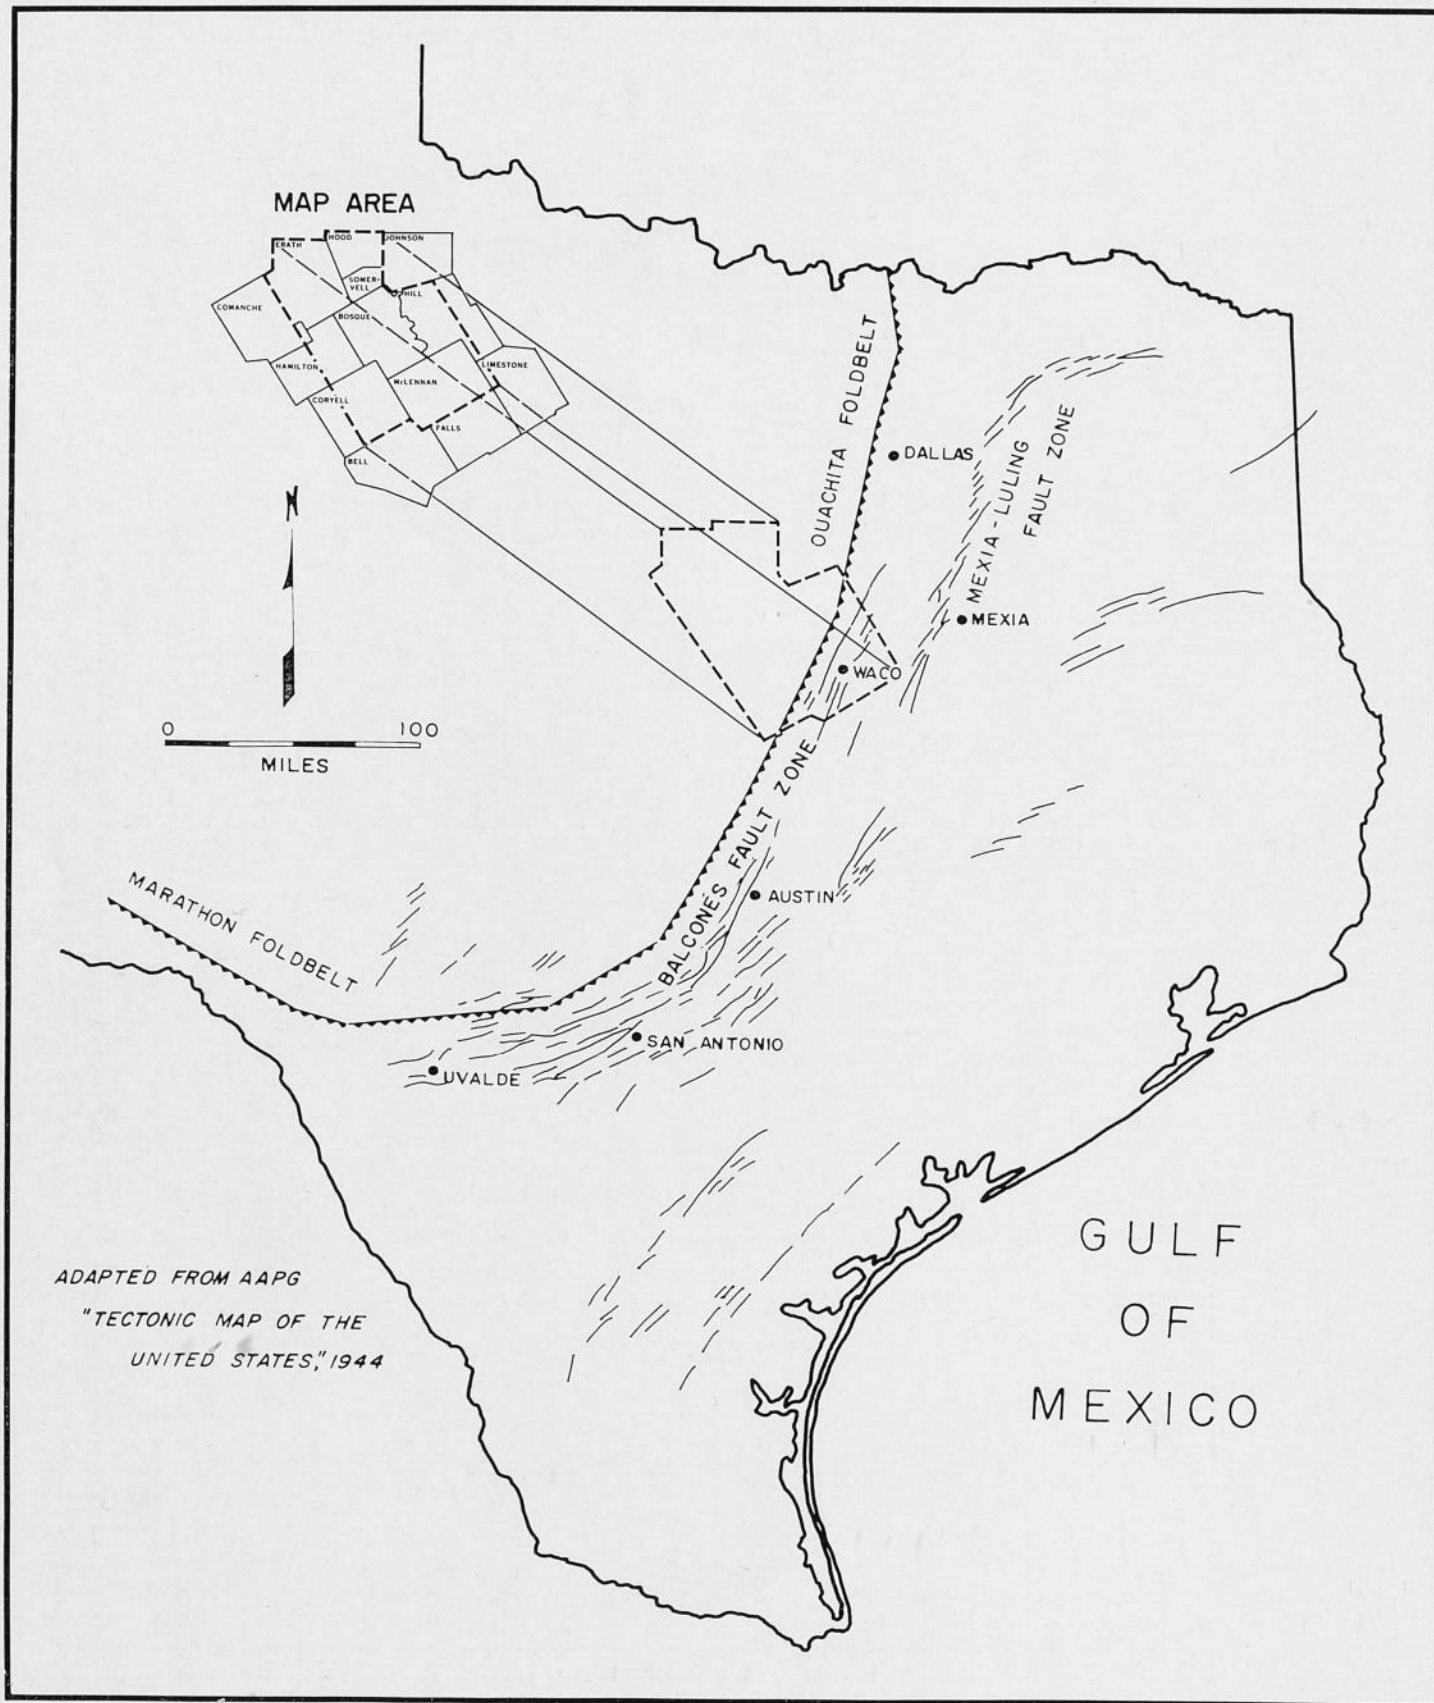 MAP AREA
ERATH
HOOD
JOHNSON
SOMER-
VELL
HILL
COMANCHE
BOSQUE
HAMILTON
LIMESTONE
McLENNAN
CORYELL
FALLS
BELL
N
0 100
MILES
OUACHITA FOLDBELT
DALLAS
MEXIA - LULING
FAULT ZONE
MEXIA
WACO
BALCONES FAULT ZONE
AUSTIN
MARATHON FOLDBELT
SAN ANTONIO
UVALDE
GULF
OF
MEXICO
ADAPTED FROM AAPG
"TECTONIC MAP OF THE
UNITED STATES," 1944